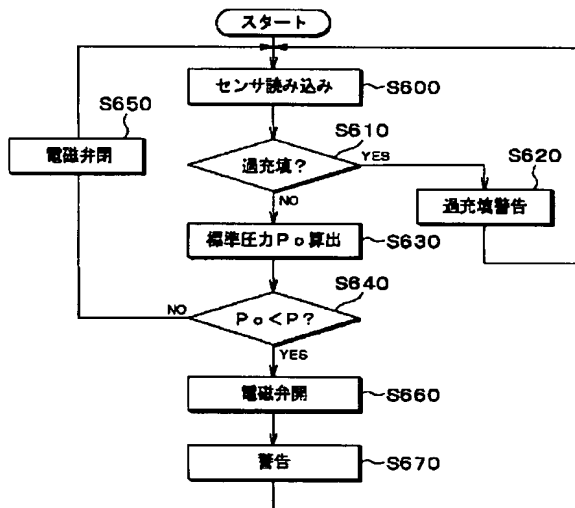 スタート
センサ読み込み
S600
S650
電磁弁閉
S610
過充填?
YES
NO
S620
過充填警告
標準圧力Po算出
S630
S640
Po<P?
NO
YES
電磁弁開
S660
警告
S670